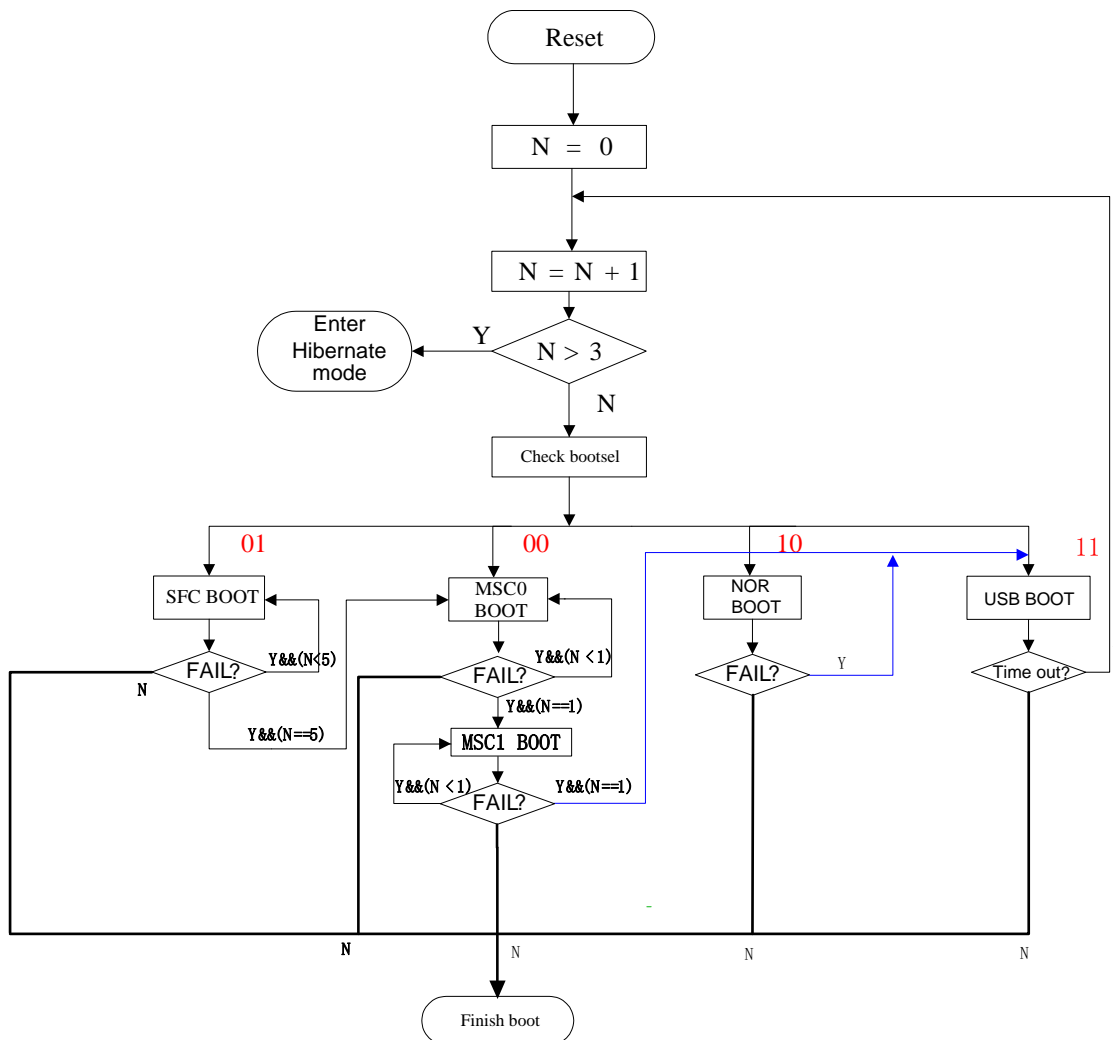 Reset
N = 0
N = N + 1
Enter
Hibernate
mode
Y
N > 3
N
Check bootsel
01
00
10
11
SFC BOOT
MSC0
BOOT
NOR
BOOT
USB BOOT
FAIL?
Y&&(N<5)
N
FAIL?
Y&&(N <1)
FAIL?
Y
Time out?
Y&&(N==5)
Y&&(N==1)
MSC1 BOOT
Y&&(N <1)
Y&&(N==1)
FAIL?
N
N
N
N
Finish boot